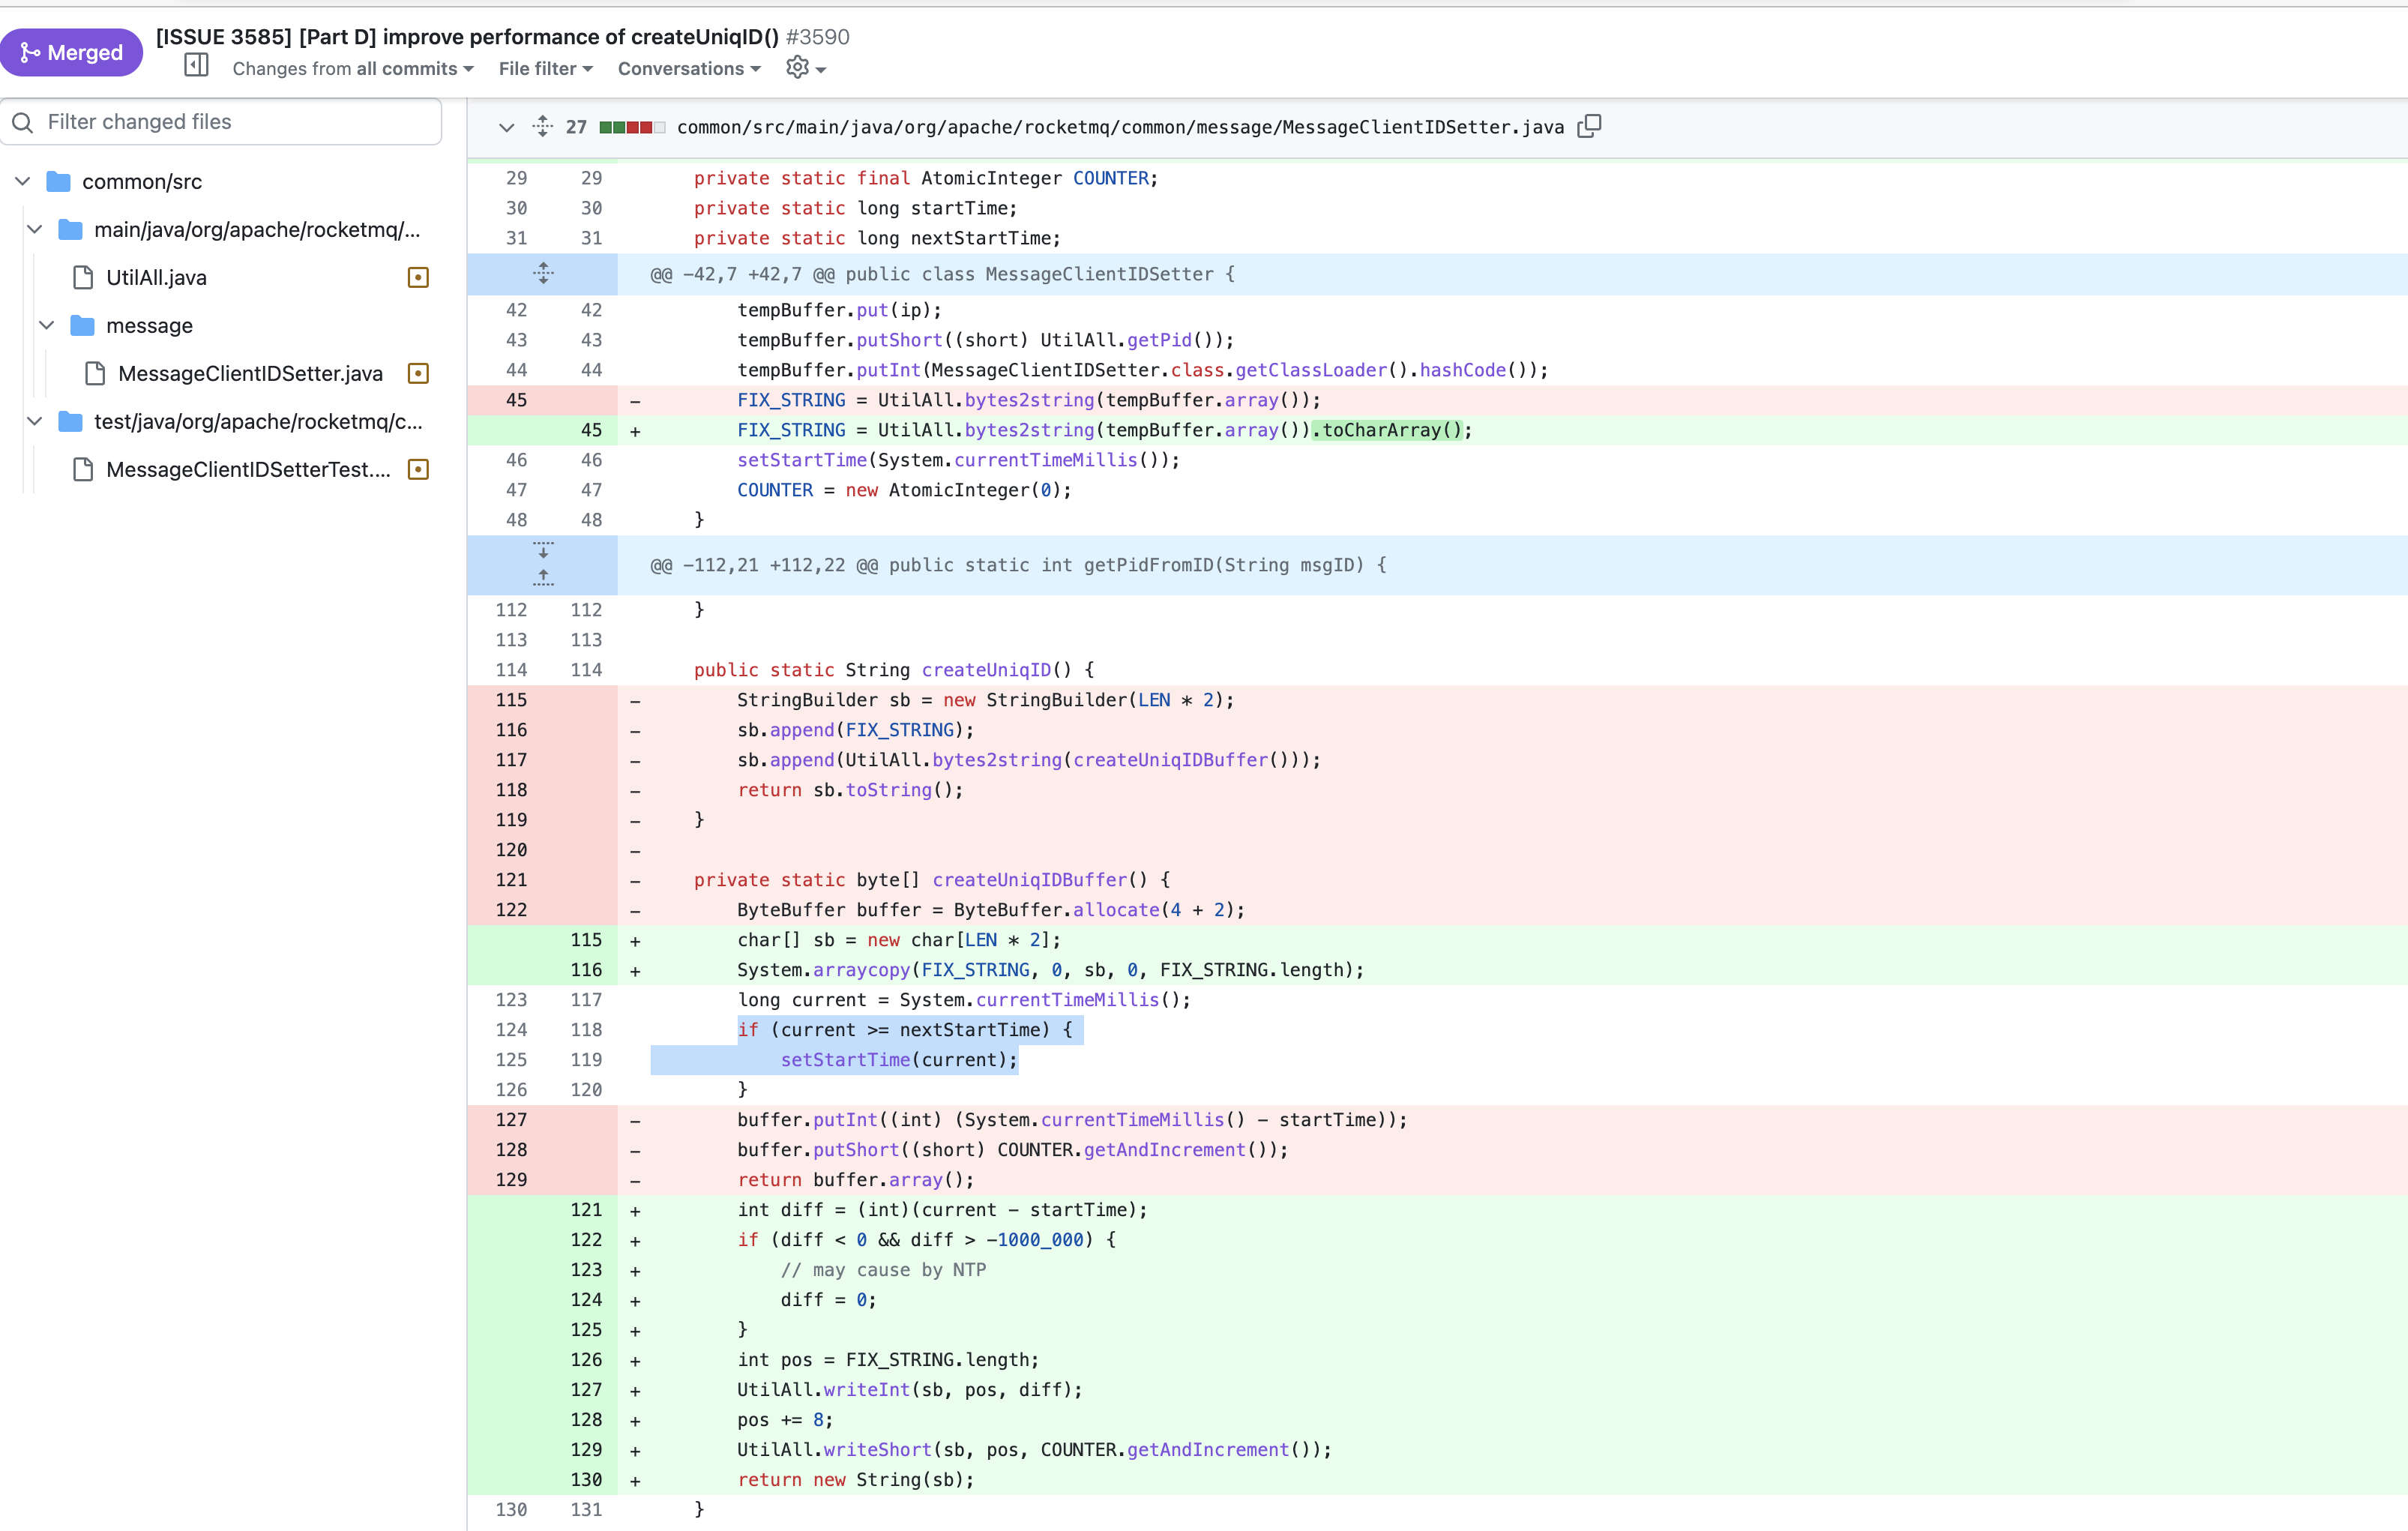 Merged
[ISSUE 3585] [Part D] improve performance of createUniqID() #3590
Changes from all commits File filter Conversations
Filter changed files
common/src
main/java/org/apache/rocketmq/...
UtilAll.java
message
MessageClientIDSetter.java
test/java/org/apache/rocketmq/c...
MessageClientIDSetterTest....
27 common/src/main/java/org/apache/rocketmq/common/message/MessageClientIDSetter.java
29 29 private static final AtomicInteger COUNTER;
30 30 private static long startTime;
31 31 private static long nextStartTime;
@@ -42,7 +42,7 @@ public class MessageClientIDSetter {
42 42 tempBuffer.put(ip);
43 43 tempBuffer.putShort((short) UtilAll.getPid());
44 44 tempBuffer.putInt(MessageClientIDSetter.class.getClassLoader().hashCode());
45 - FIX_STRING = UtilAll.bytes2string(tempBuffer.array());
45 + FIX_STRING = UtilAll.bytes2string(tempBuffer.array()).toCharArray();
46 46 setStartTime(System.currentTimeMillis());
47 47 COUNTER = new AtomicInteger(0);
48 48 }
@@ -112,21 +112,22 @@ public static int getPidFromID(String msgID) {
112 112 }
113 113
114 114 public static String createUniqID() {
115 - StringBuilder sb = new StringBuilder(LEN * 2);
116 - sb.append(FIX_STRING);
117 - sb.append(UtilAll.bytes2string(createUniqIDBuffer()));
118 - return sb.toString();
119 - }
120 -
121 - private static byte[] createUniqIDBuffer() {
122 - ByteBuffer buffer = ByteBuffer.allocate(4 + 2);
115 + char[] sb = new char[LEN * 2];
116 + System.arraycopy(FIX_STRING, 0, sb, 0, FIX_STRING.length);
123 117 long current = System.currentTimeMillis();
124 118 if (current >= nextStartTime) {
125 119 setStartTime(current);
126 120 }
127 - buffer.putInt((int) (System.currentTimeMillis() - startTime));
128 - buffer.putShort((short) COUNTER.getAndIncrement());
129 - return buffer.array();
121 + int diff = (int)(current - startTime);
122 + if (diff < 0 && diff > -1000_000) {
123 + // may cause by NTP
124 + diff = 0;
125 + }
126 + int pos = FIX_STRING.length;
127 + UtilAll.writeInt(sb, pos, diff);
128 + pos += 8;
129 + UtilAll.writeShort(sb, pos, COUNTER.getAndIncrement());
130 + return new String(sb);
130 131 }